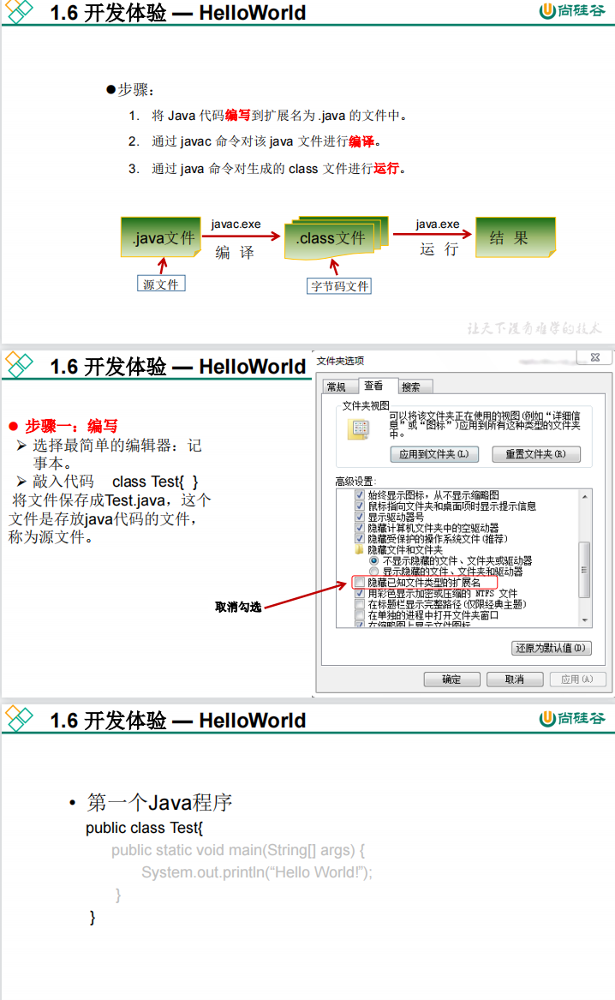 1.6 开发体验 — HelloWorld
尚硅谷
●步骤：
1. 将 Java 代码编写到扩展名为 .java 的文件中。
2. 通过 javac 命令对该 java 文件进行编译。
3. 通过 java 命令对生成的 class 文件进行运行。
.java文件
javac.exe
编 译
.class文件
java.exe
运 行
结 果
源文件
字节码文件
让天下没有难学的技术
1.6 开发体验 — HelloWorld
● 步骤一：编写
➢ 选择最简单的编辑器：记
事本。
➢ 敲入代码 class Test{ }
将文件保存成Test.java，这个
文件是存放java代码的文件，
称为源文件。
取消勾选
文件夹选项
常规
查看
搜索
文件夹视图
可以将该文件夹正在使用的视图(例如“详细信
息”或“图标”)应用到所有这种类型的文件夹
中。
应用到文件夹(L)
重置文件夹(R)
高级设置:
始终显示图标，从不显示缩略图
鼠标指向文件夹和桌面项时显示提示信息
显示驱动器号
隐藏计算机文件夹中的空驱动器
隐藏受保护的操作系统文件(推荐)
隐藏文件和文件夹
不显示隐藏的文件、文件夹或驱动器
显示隐藏的文件、文件夹和驱动器
隐藏已知文件类型的扩展名
用彩色显示加密或压缩的 NTFS 文件
在标题栏显示完整路径(仅限经典主题)
在单独的进程中打开文件夹窗口
在缩略图上显示文件图标
还原为默认值(D)
确定
取消
应用(A)
1.6 开发体验 — HelloWorld
尚硅谷
• 第一个Java程序
public class Test{
public static void main(String[] args) {
System.out.println(“Hello World!”);
}
}